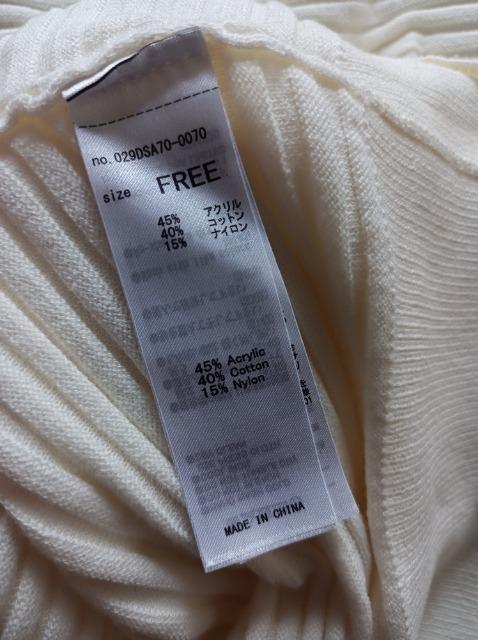 no. 029DSA70-0070
size FREE
45% アクリル
40% コットン
15% ナイロン
45% Acrylic
40% Cotton
15% Nylon
MADE IN CHINA